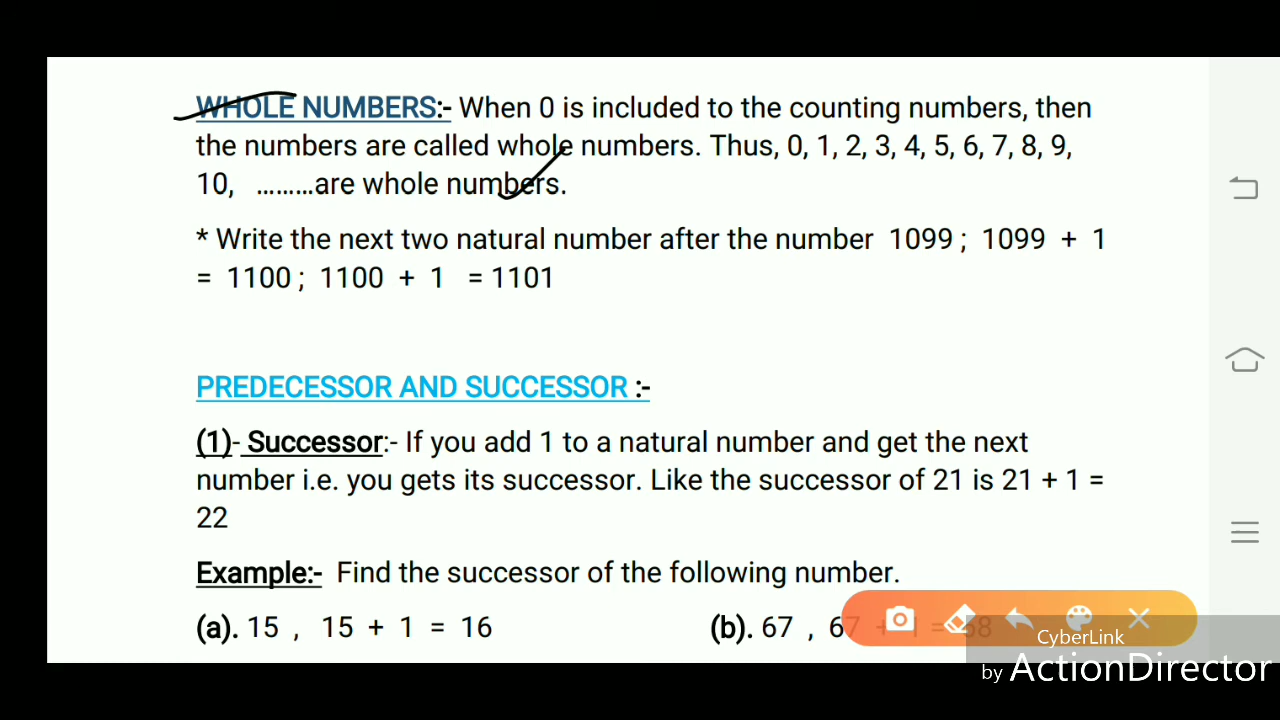 WHOLE NUMBERS:- When 0 is included to the counting numbers, then
the numbers are called whole numbers. Thus, 0, 1, 2, 3, 4, 5, 6, 7, 8, 9,
10, .........are whole numbers.
* Write the next two natural number after the number 1099 ; 1099 + 1
= 1100 ; 1100 + 1 = 1101
PREDECESSOR AND SUCCESSOR :-
(1)- Successor:- If you add 1 to a natural number and get the next
number i.e. you gets its successor. Like the successor of 21 is 21 + 1 =
22
Example:- Find the successor of the following number.
(a). 15 , 15 + 1 = 16 (b). 67 , 67 + 1 = 68
CyberLink
by ActionDirector